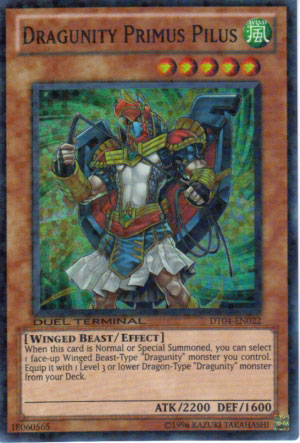 DRAGUNITY PRIMUS PILUS
WIND
風
DUEL TERMINAL
DT04-EN022
[WINGED BEAST/EFFECT]
When this card is Normal or Special Summoned, you can select
1 face-up Winged Beast-Type "Dragunity" monster you control.
Equip it with 1 Level 3 or lower Dragon-Type "Dragunity" monster
from your Deck.
ATK/2200 DEF/1600
18060565
©1996 KAZUKI TAKAHASHI